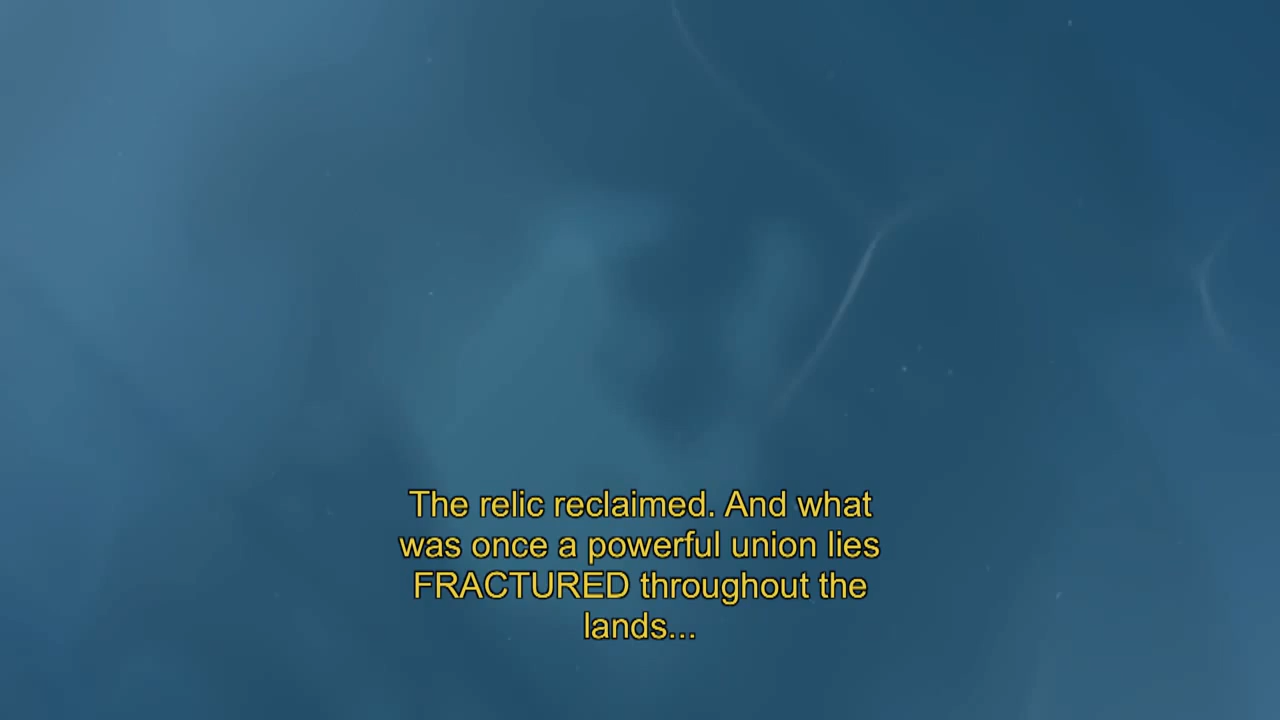 The relic reclaimed. And what
was once a powerful union lies
FRACTURED throughout the
lands...